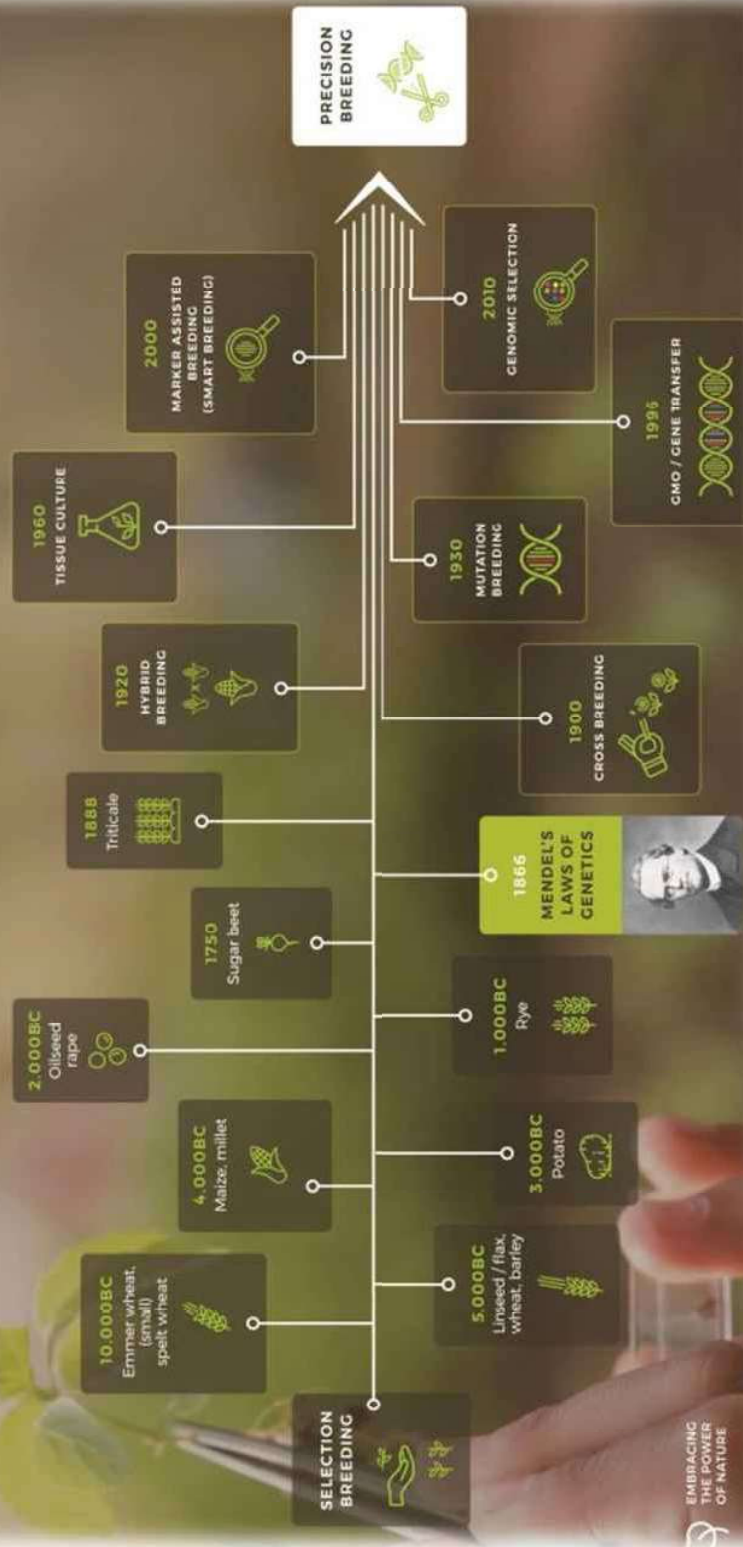 SELECTION
BREEDING
10.000BC
Emmer wheat,
(small)
spelt wheat
5.000BC
Linseed / flax,
wheat, barley
4.000BC
Maize, millet
3.000BC
Potato
2.000BC
Oilseed
rape
1.000BC
Rye
1750
Sugar beet
1866
MENDEL'S
LAWS OF
GENETICS
1888
Triticale
1900
CROSS BREEDING
1920
HYBRID
BREEDING
1930
MUTATION
BREEDING
1960
TISSUE CULTURE
1996
GMO / GENE TRANSFER
2000
MARKER ASSISTED
BREEDING
(SMART BREEDING)
2010
GENOMIC SELECTION
PRECISION
BREEDING
EMBRACING
THE POWER
OF NATURE